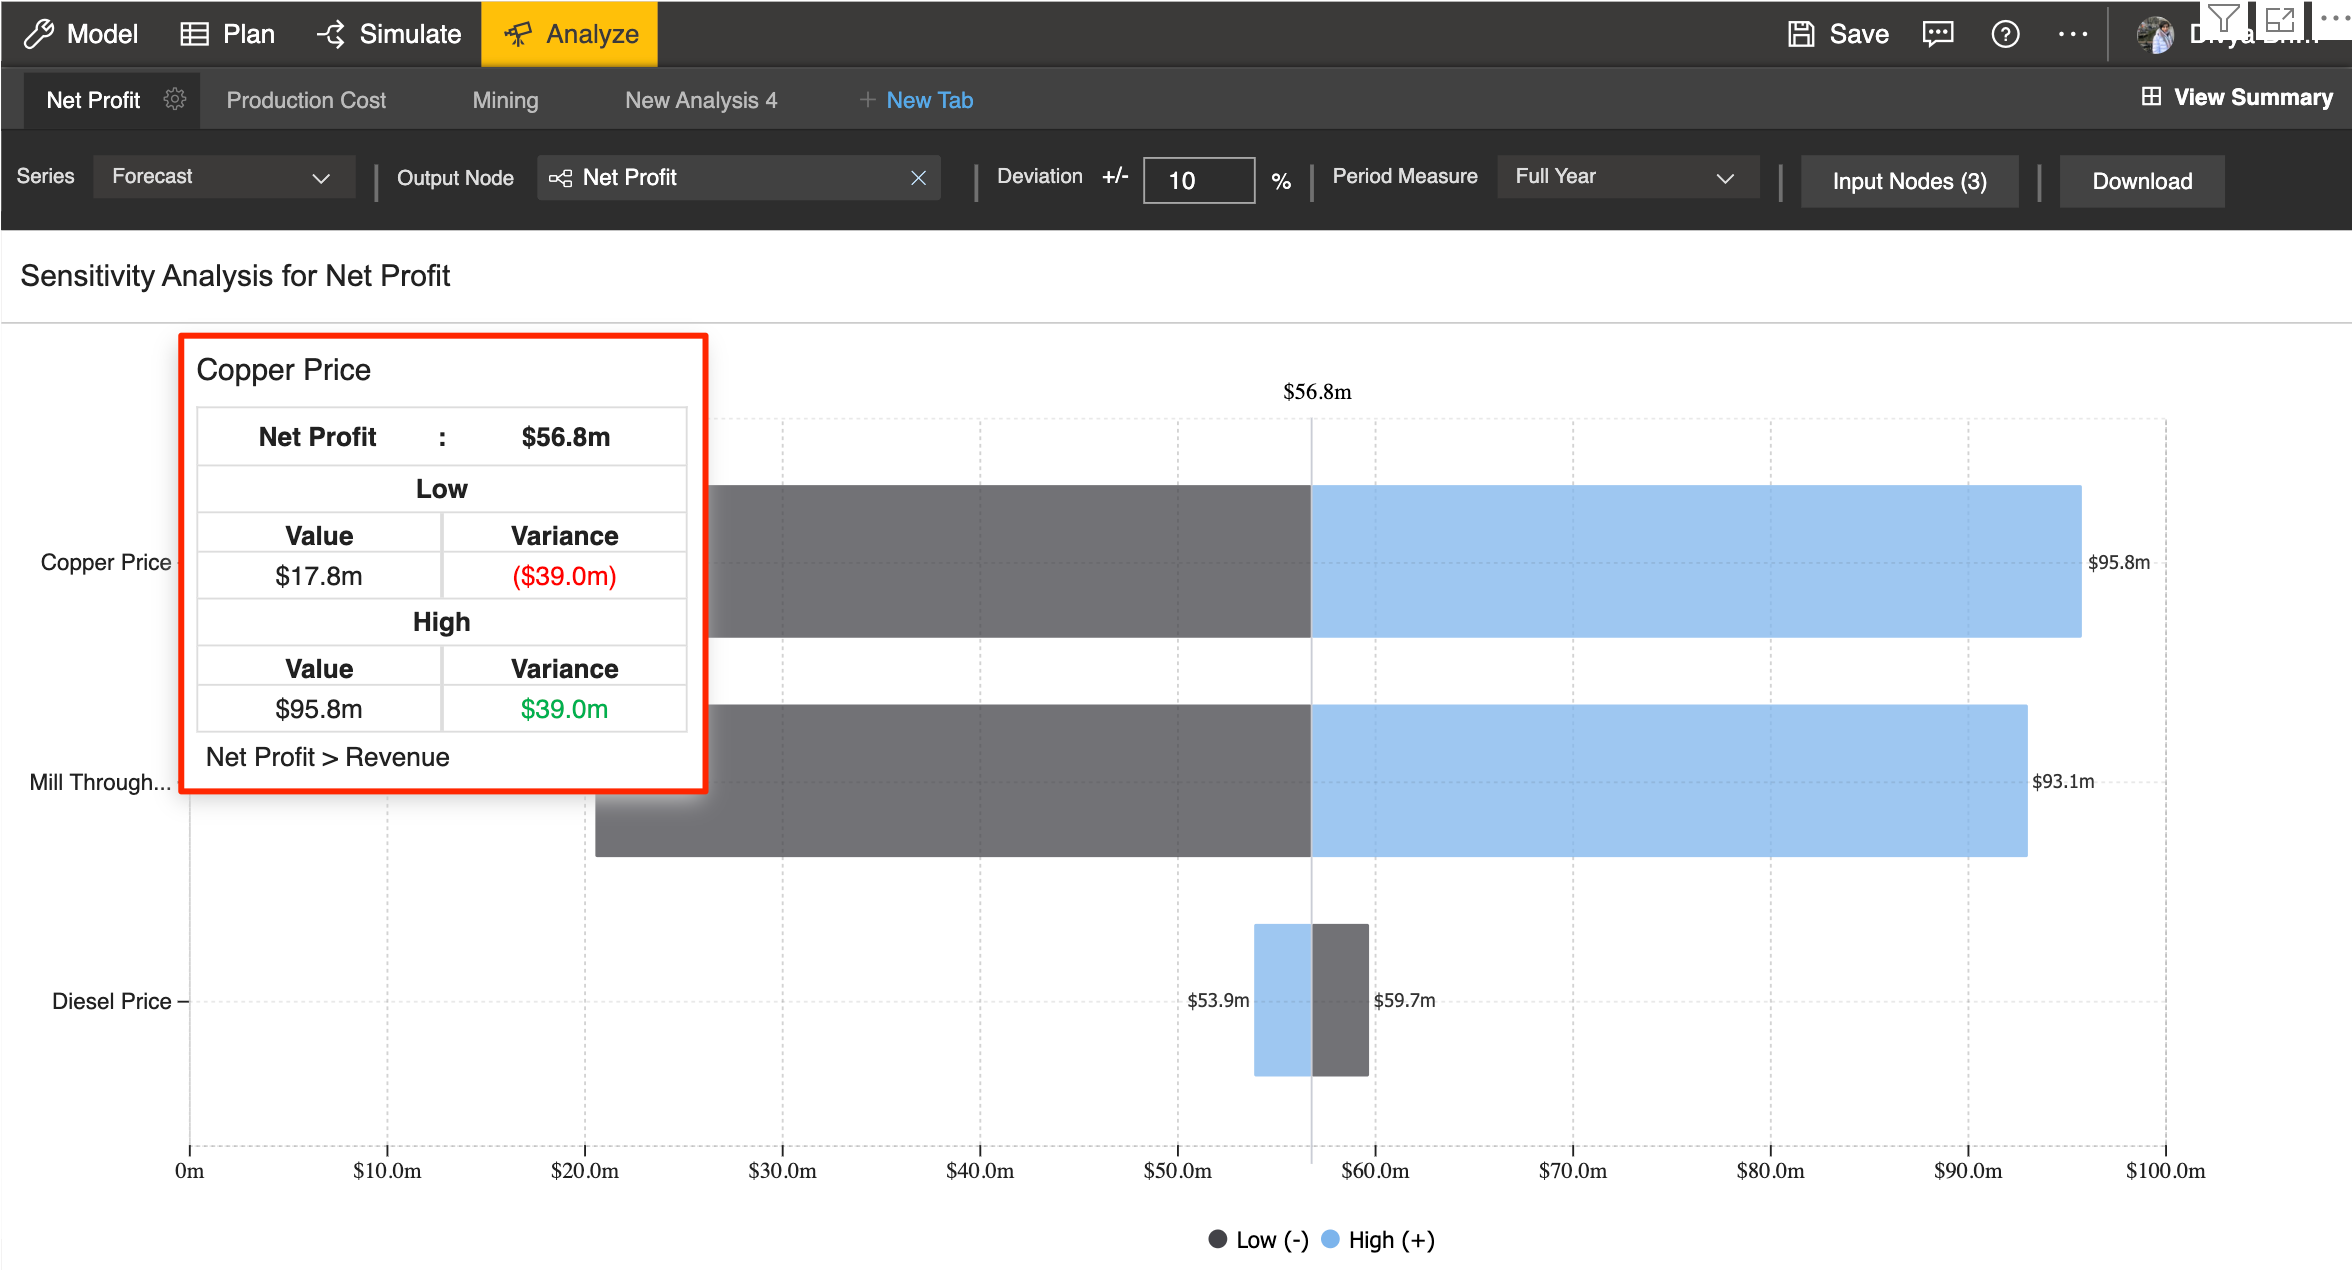 Model Plan Simulate Analyze Save
Net Profit Production Cost Mining New Analysis 4 + New Tab View Summary
Series Forecast Output Node Net Profit Deviation +/- 10 % Period Measure Full Year Input Nodes (3) Download
Sensitivity Analysis for Net Profit
Copper Price
Net Profit : $56.8m
Low
Value Variance
$17.8m ($39.0m)
High
Value Variance
$95.8m $39.0m
Net Profit > Revenue
$56.8m
Copper Price $95.8m
Mill Through... $93.1m
Diesel Price $53.9m $59.7m
0m $10.0m $20.0m $30.0m $40.0m $50.0m $60.0m $70.0m $80.0m $90.0m $100.0m
Low (-) High (+)